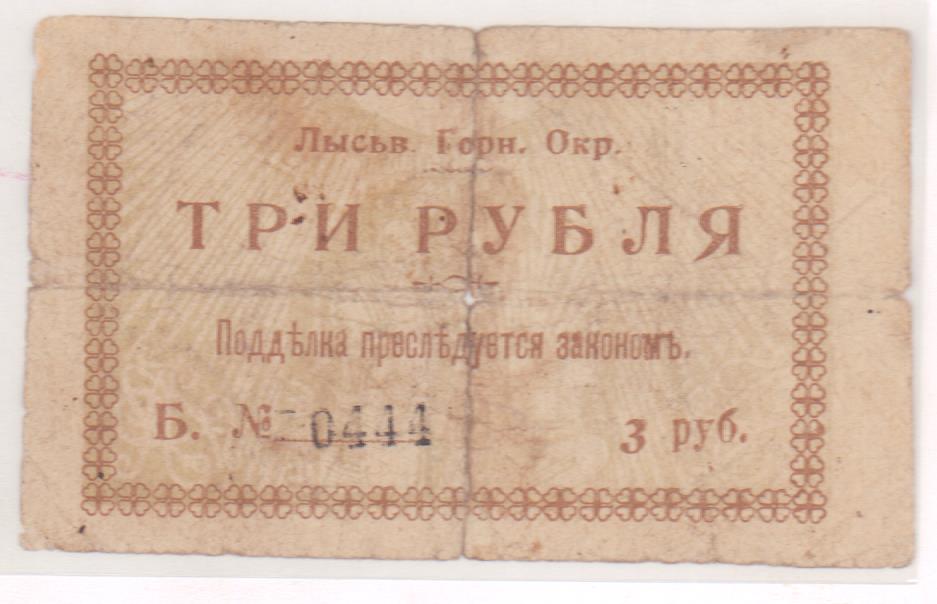 Лысьв. Горн. Окр.
ТРИ РУБЛЯ
Поддѣлка преслѣдуется закономъ.
Б. № 0444 3 руб.